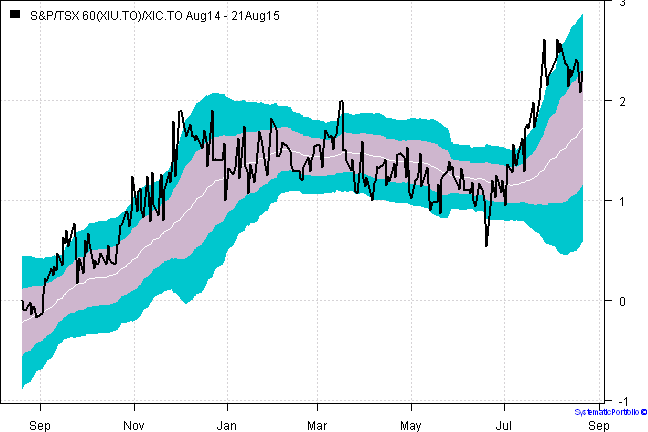 S&P/TSX 60(XIU.TO)/XIC.TO Aug14 - 21Aug15
3
2
1
0
-1
Sep Nov Jan Mar May Jul Sep
SystematicPortfolio ©